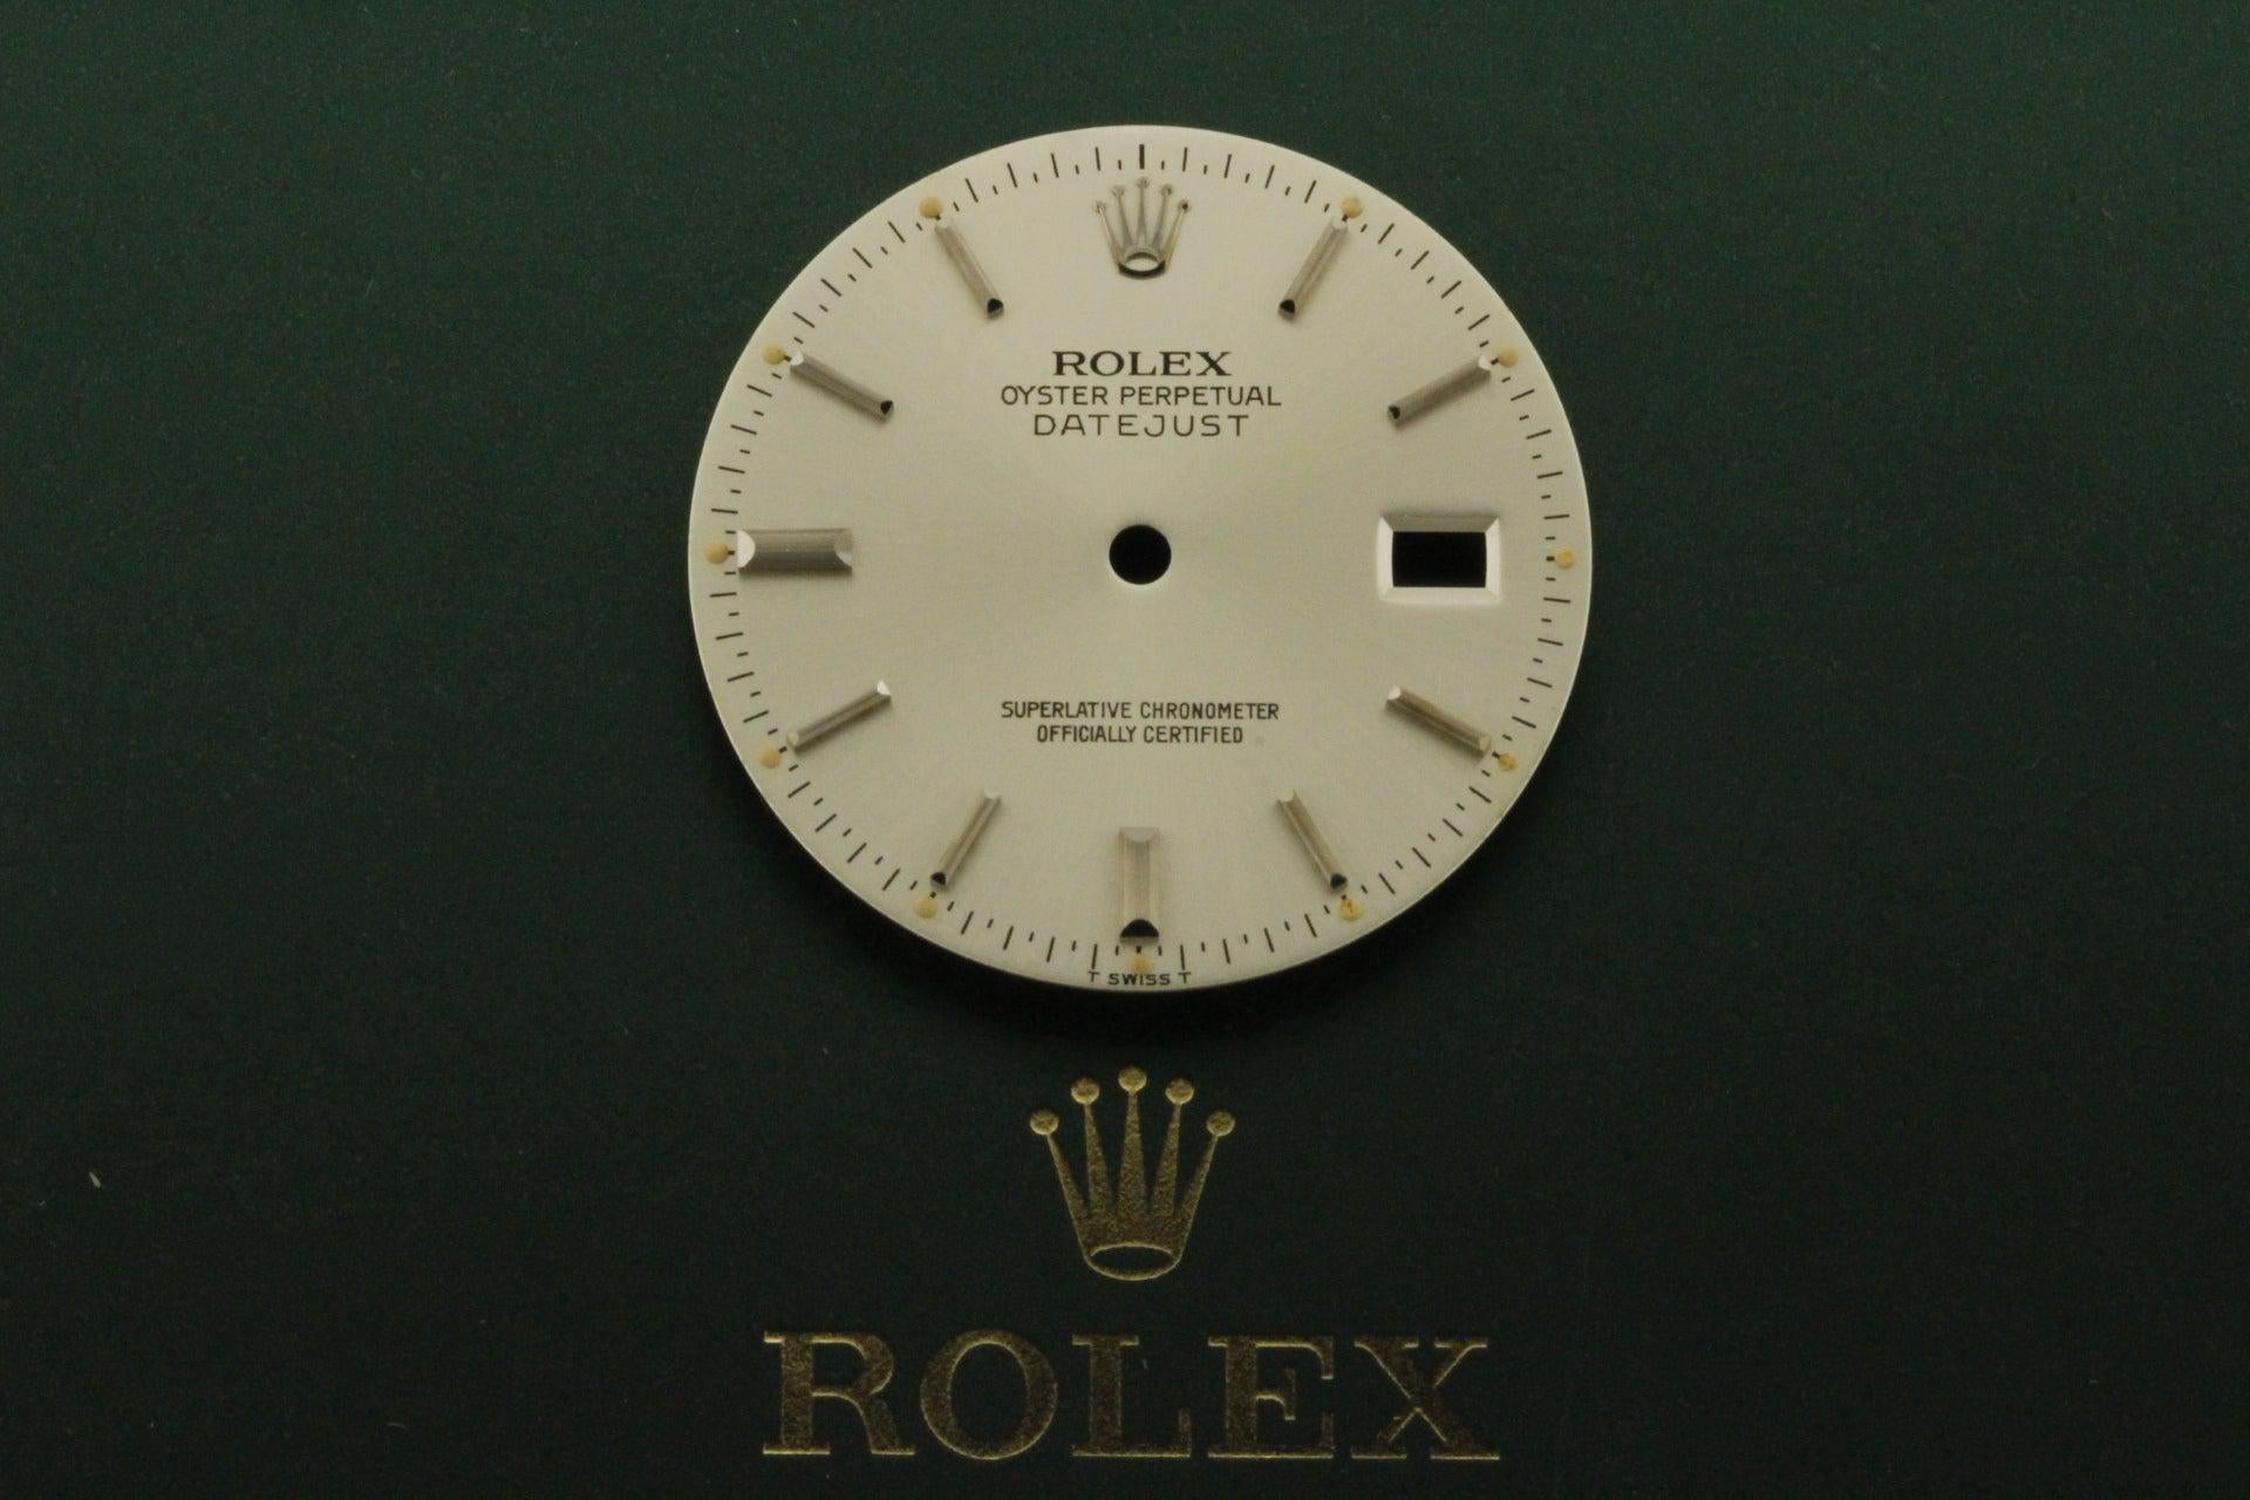 ROLEX
OYSTER PERPETUAL
DATEJUST
SUPERLATIVE CHRONOMETER
OFFICIALLY CERTIFIED
T SWISS T
ROLEX